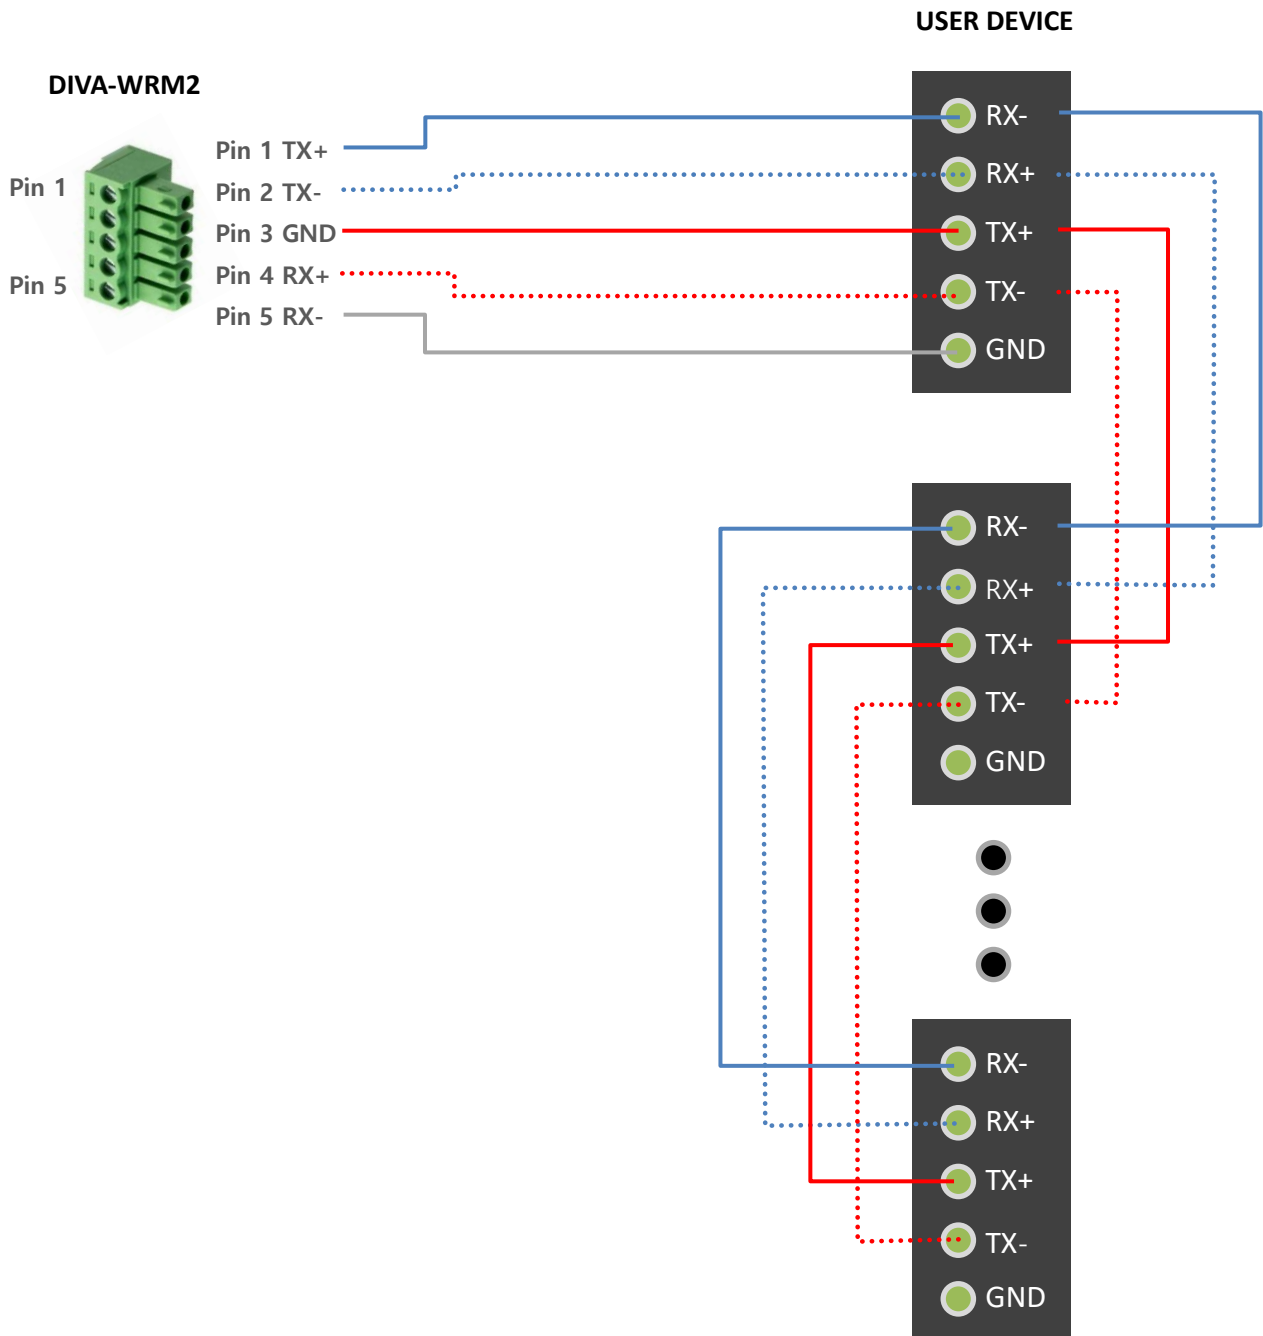 USER DEVICE
DIVA-WRM2
Pin 1
Pin 5
Pin 1 TX+
Pin 2 TX-
Pin 3 GND
Pin 4 RX+
Pin 5 RX-
RX-
RX+
TX+
TX-
GND
RX-
RX+
TX+
TX-
GND
RX-
RX+
TX+
TX-
GND